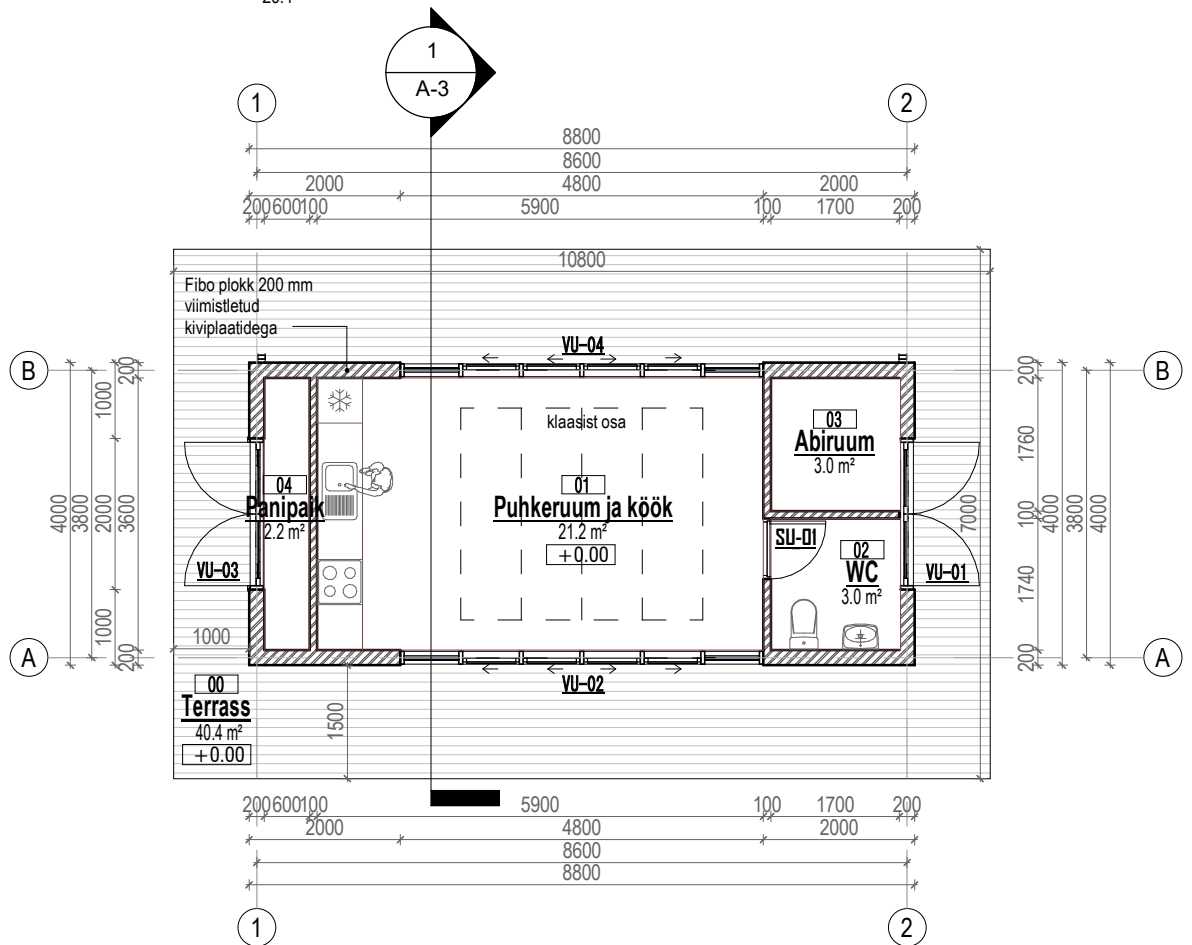 1
A-3
1
2
8800
8600
2000
4800
2000
200
600
100
5900
100
1700
200
10800
Fibo plokk 200 mm
viimistletud
kiviplaatidega
VU-04
B
B
200
1000
4000
3800
2000
3600
1000
200
klaasist osa
03
Abiruum
3.0 m²
04
Panipaik
2.2 m²
01
Puhkeruum ja köök
21.2 m²
+0.00
SU-01
02
WC
3.0 m²
VU-03
VU-01
200
1760
100
1740
200
4000
3800
4000
7000
1000
A
A
VU-02
00
Terrass
40.4 m²
+0.00
1500
200
600
100
5900
100
1700
200
2000
4800
2000
8600
8800
1
2